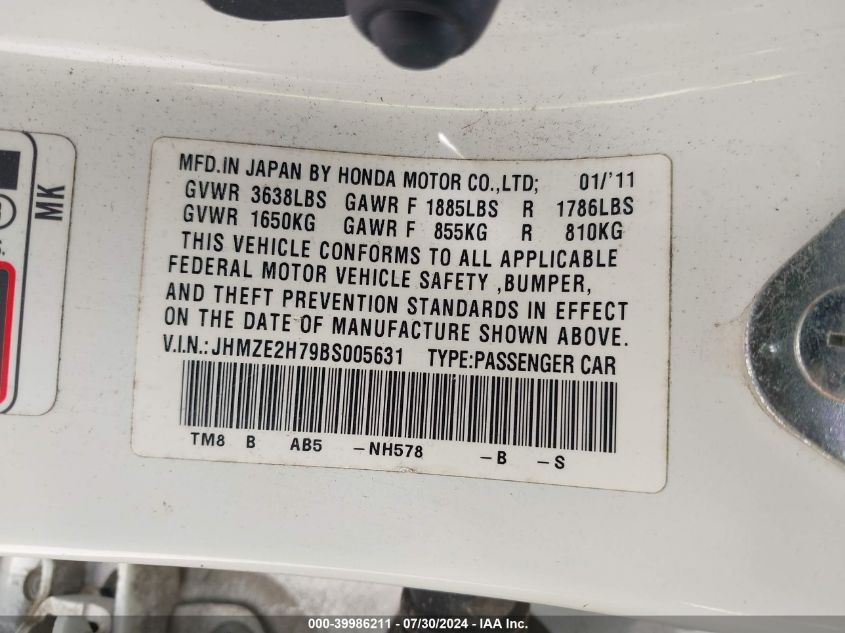 MFD.IN JAPAN BY HONDA MOTOR CO.,LTD; 01/'11
GVWR 3638LBS GAWR F 1885LBS R 1786LBS
GVWR 1650KG GAWR F 855KG R 810KG
THIS VEHICLE CONFORMS TO ALL APPLICABLE
FEDERAL MOTOR VEHICLE SAFETY ,BUMPER,
AND THEFT PREVENTION STANDARDS IN EFFECT
ON THE DATE OF MANUFACTURE SHOWN ABOVE.
V.I.N.: JHMZE2H79BS005631 TYPE:PASSENGER CAR
TM8 B AB5 -NH578 -B -S
MK
000-39986211 / 07/30/2024 - IAA Inc.